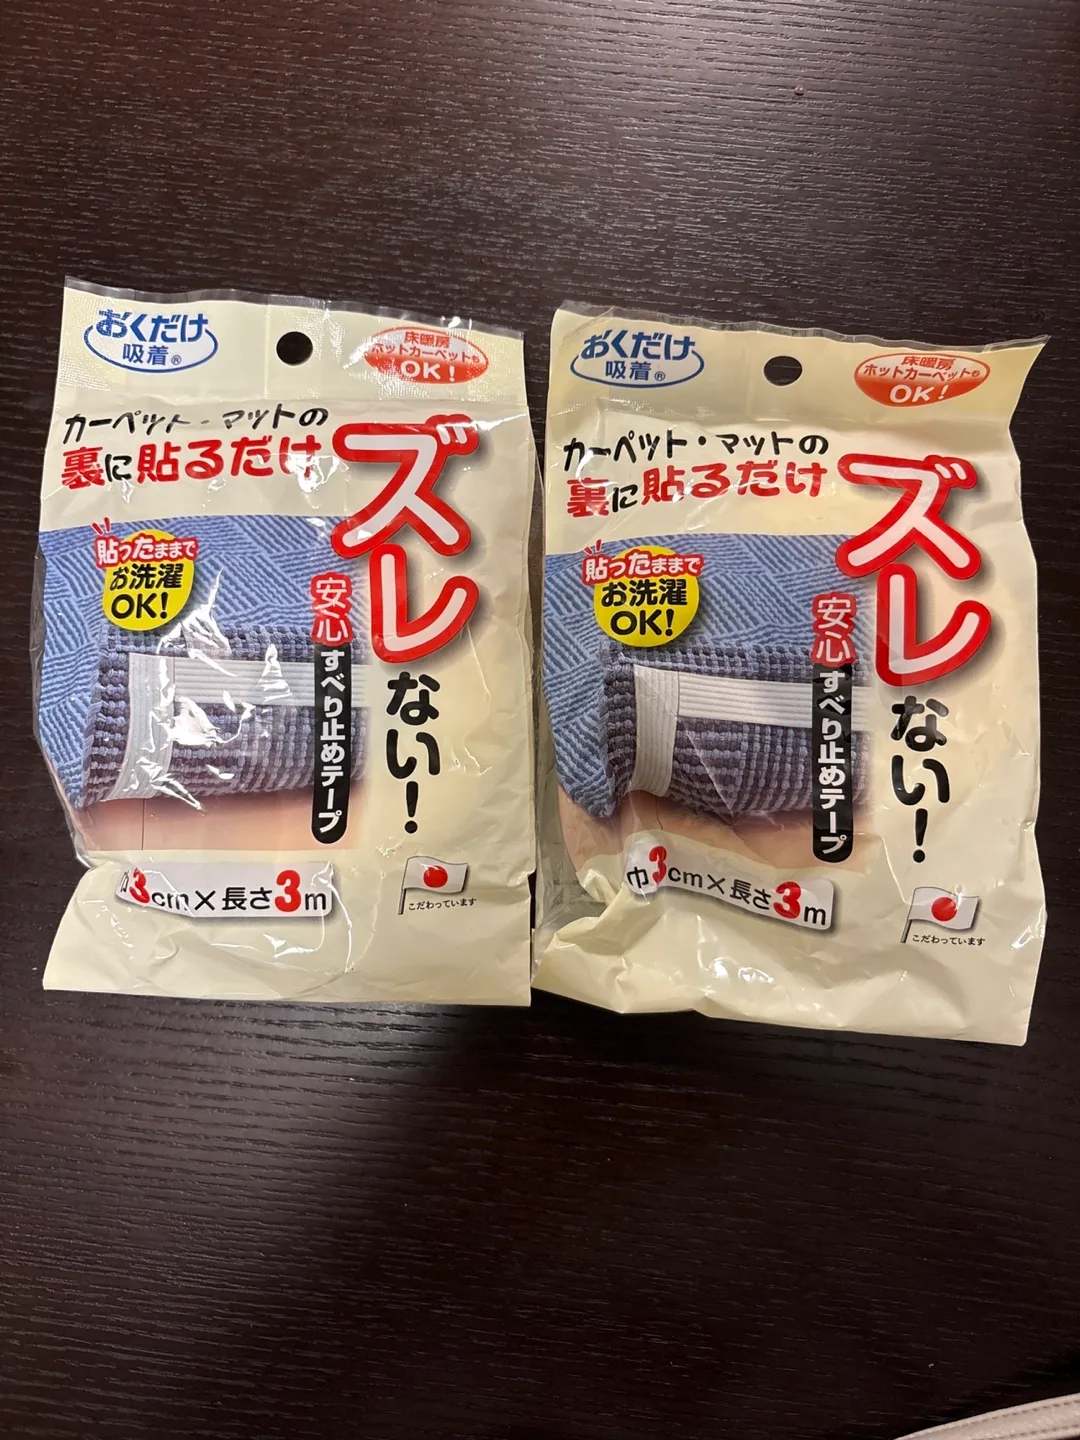 おくだけ
吸着®
床暖房
ホットカーペットも
OK!
カーペット・マットの
裏に貼るだけ
ズレない!
貼ったままで
お洗濯
OK!
安心すべり止めテープ
巾3cm×長さ3m
こだわっています
おくだけ
吸着®
床暖房
ホットカーペットも
OK!
カーペット・マットの
裏に貼るだけ
ズレない!
貼ったままで
お洗濯
OK!
安心すべり止めテープ
巾3cm×長さ3m
こだわっています